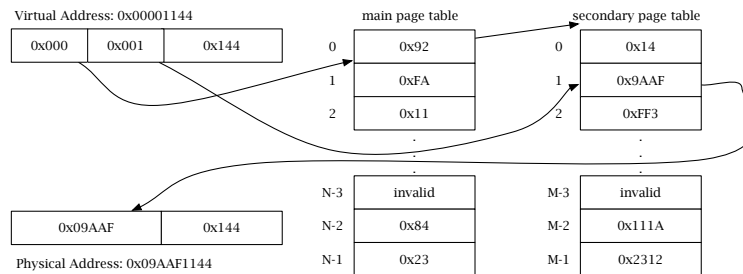 Virtual Address: 0x00001144
0x000 0x001 0x144
main page table
0 0x92
1 0xFA
2 0x11
. . .
N-3 invalid
N-2 0x84
N-1 0x23
secondary page table
0 0x14
1 0x9AAF
2 0xFF3
. . .
M-3 invalid
M-2 0x111A
M-1 0x2312
0x09AAF 0x144
Physical Address: 0x09AAF1144